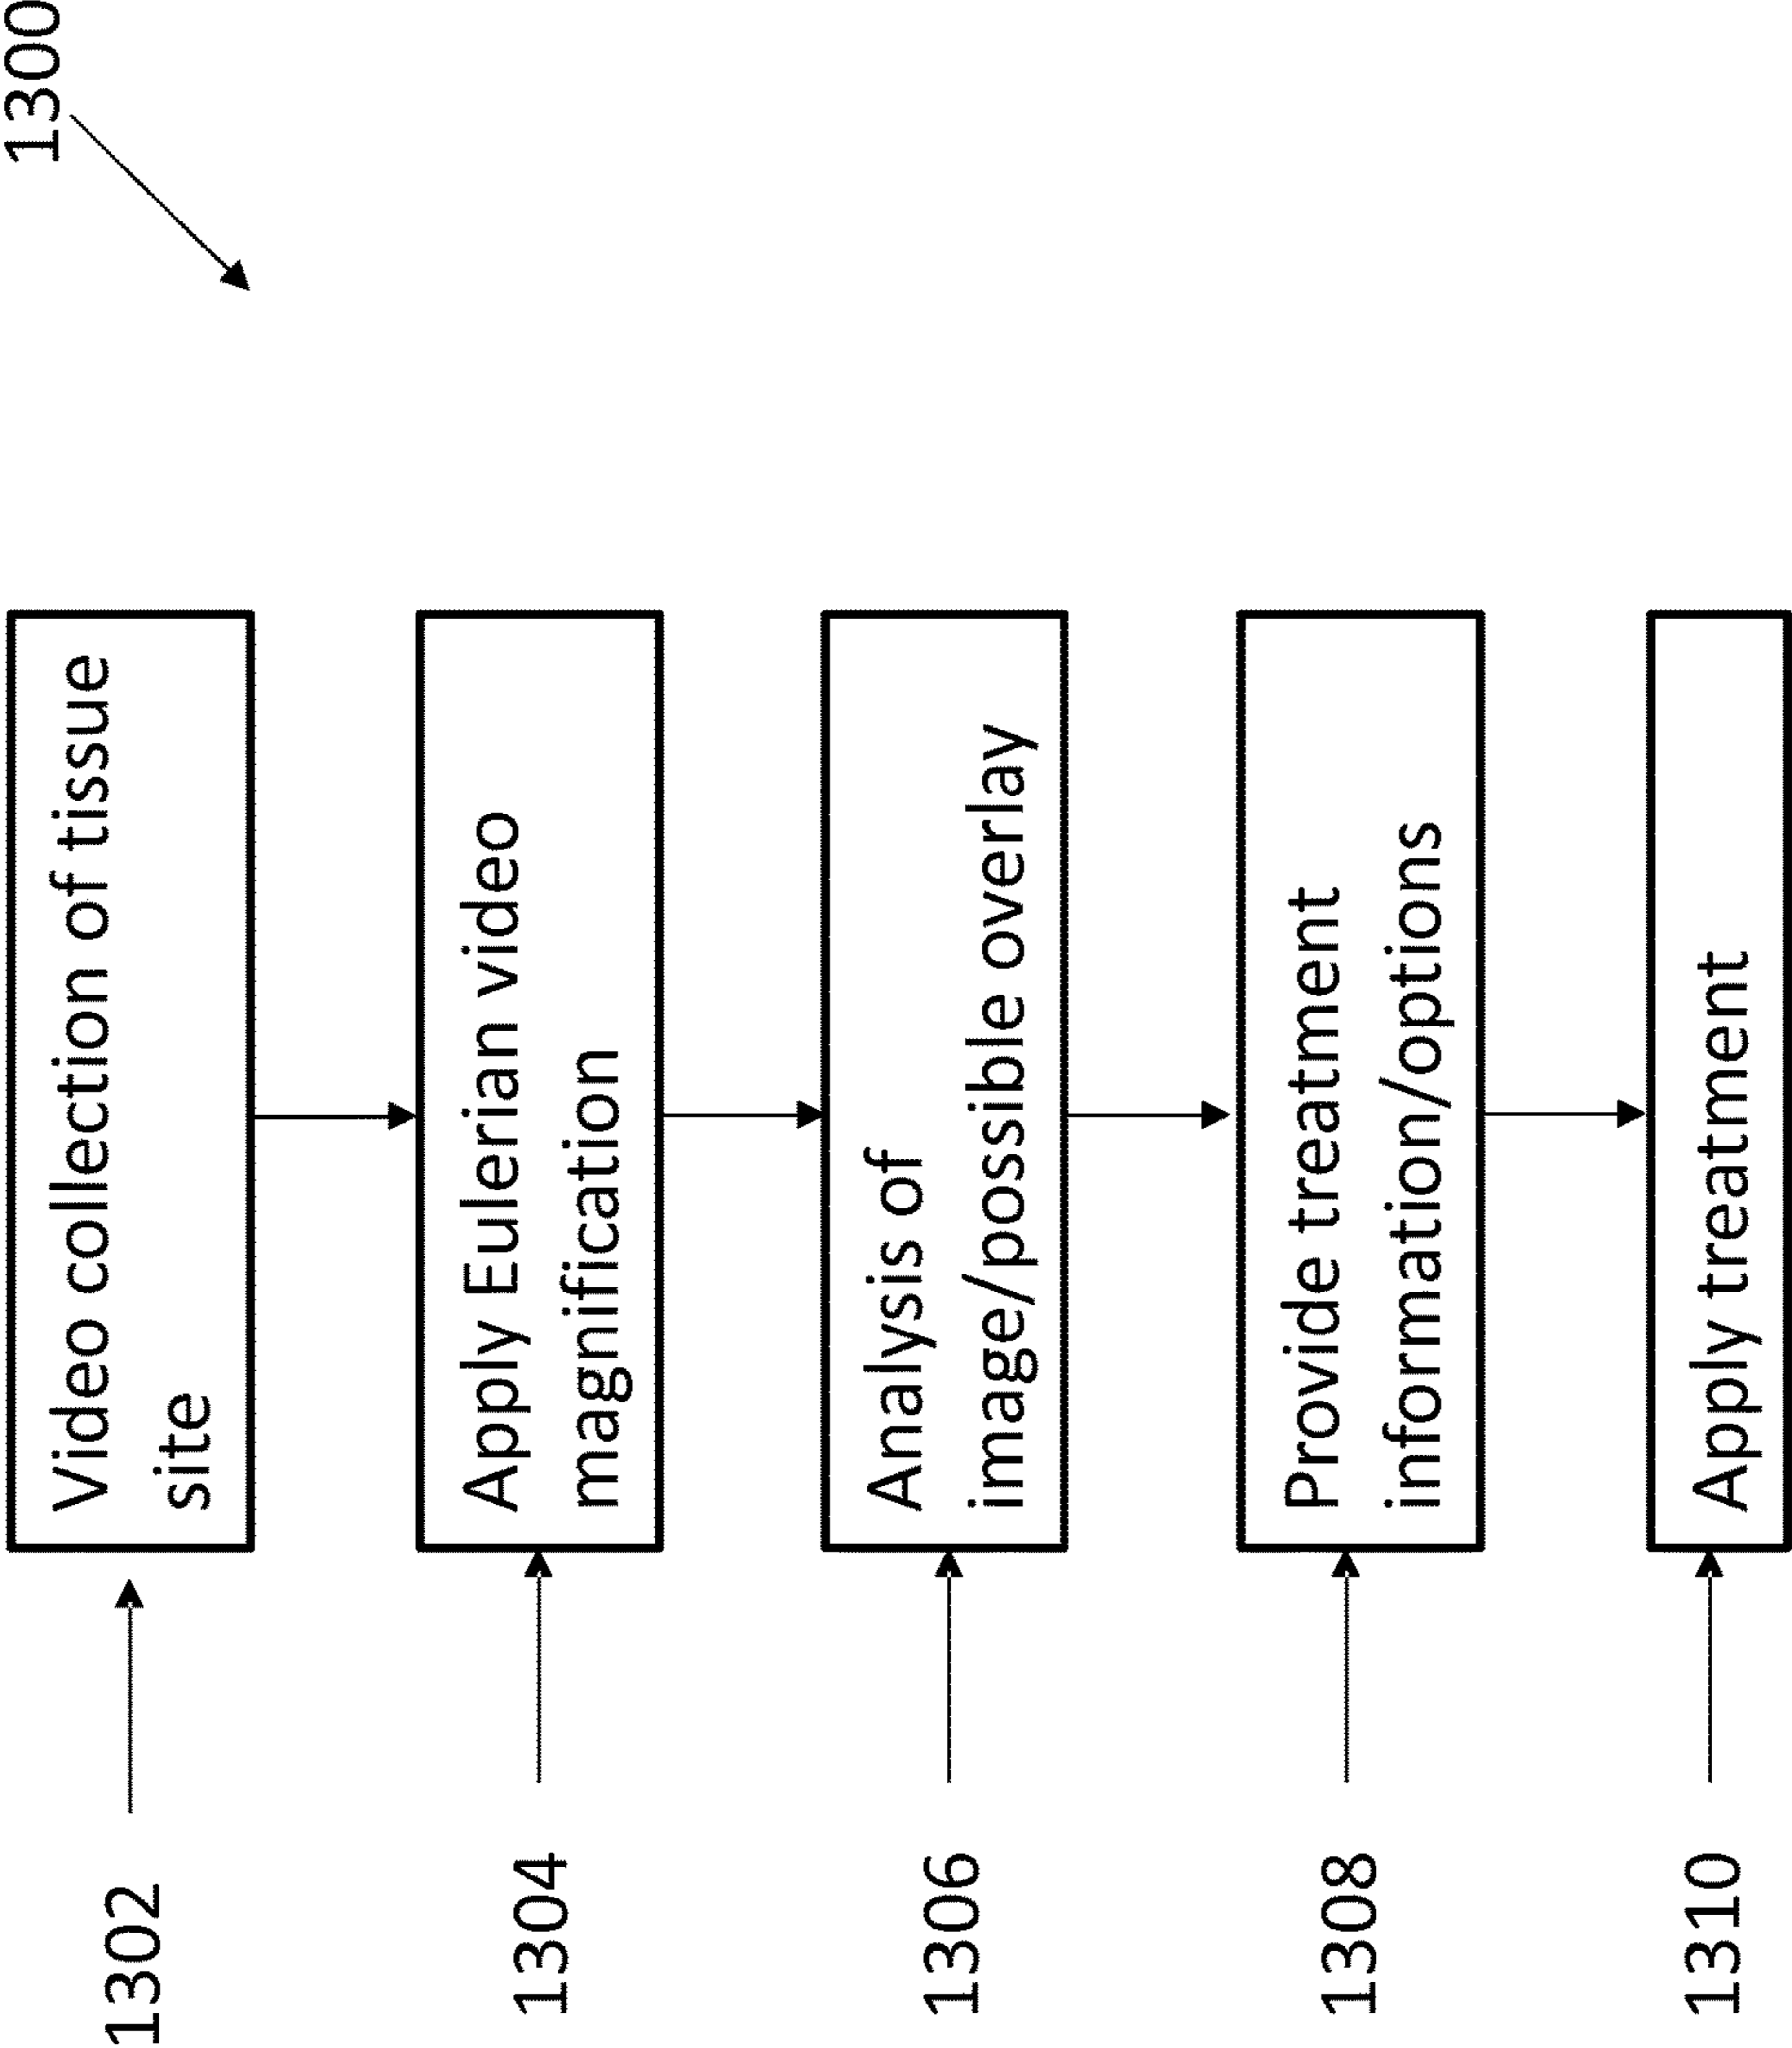 1300
1302
Video collection of tissue
site
1304
Apply Eulerian video
magnification
1306
Analysis of
image/possible overlay
1308
Provide treatment
information/options
1310
Apply treatment